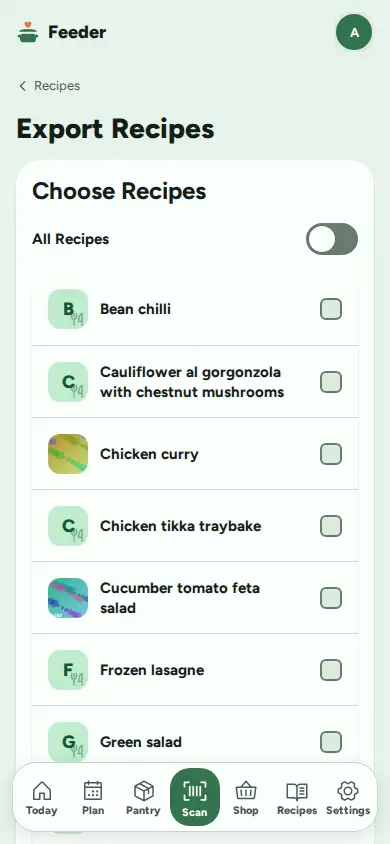 Feeder
A
Recipes
Export Recipes
Choose Recipes
All Recipes
B
Bean chilli
C
Cauliflower al gorgonzola
with chestnut mushrooms
Chicken curry
C
Chicken tikka traybake
Cucumber tomato feta
salad
F
Frozen lasagne
G
Green salad
Today
Plan
Pantry
Scan
Shop
Recipes
Settings